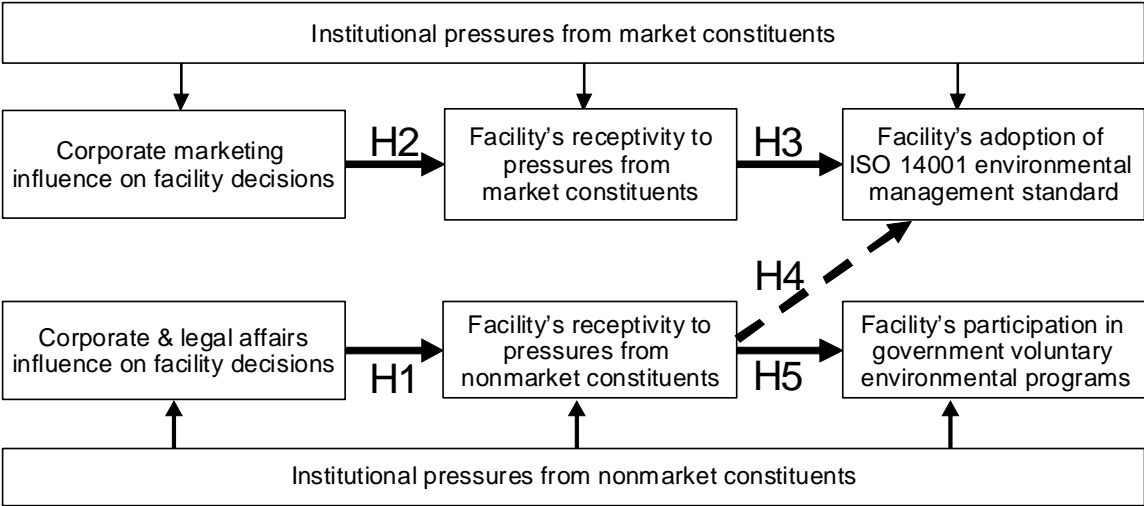 Institutional pressures from market constituents
Corporate marketing
influence on facility decisions
H2
Facility’s receptivity to
pressures from
market constituents
H3
Facility’s adoption of
ISO 14001 environmental
management standard
H4
Corporate & legal affairs
influence on facility decisions
H1
Facility’s receptivity to
pressures from
nonmarket constituents
H5
Facility’s participation in
government voluntary
environmental programs
Institutional pressures from nonmarket constituents